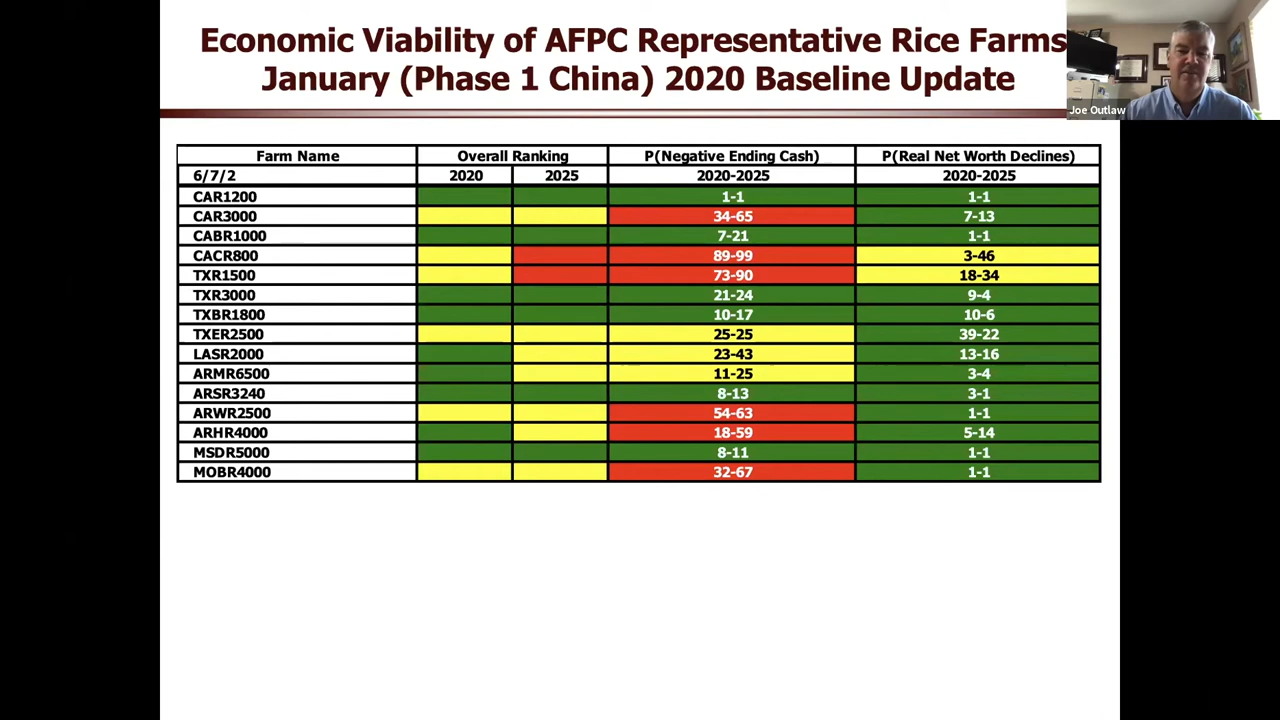 Economic Viability of AFPC Representative Rice Farms
January (Phase 1 China) 2020 Baseline Update
Joe Outlaw
Farm Name Overall Ranking P(Negative Ending Cash) P(Real Net Worth Declines)
6/7/2 2020 2025 2020-2025 2020-2025
CAR1200 1-1 1-1
CAR3000 34-65 7-13
CABR1000 7-21 1-1
CACR800 89-99 3-46
TXR1500 73-90 18-34
TXR3000 21-24 9-4
TXBR1800 10-17 10-6
TXER2500 25-25 39-22
LASR2000 23-43 13-16
ARMR6500 11-25 3-4
ARSR3240 8-13 3-1
ARWR2500 54-63 1-1
ARHR4000 18-59 5-14
MSDR5000 8-11 1-1
MOBR4000 32-67 1-1